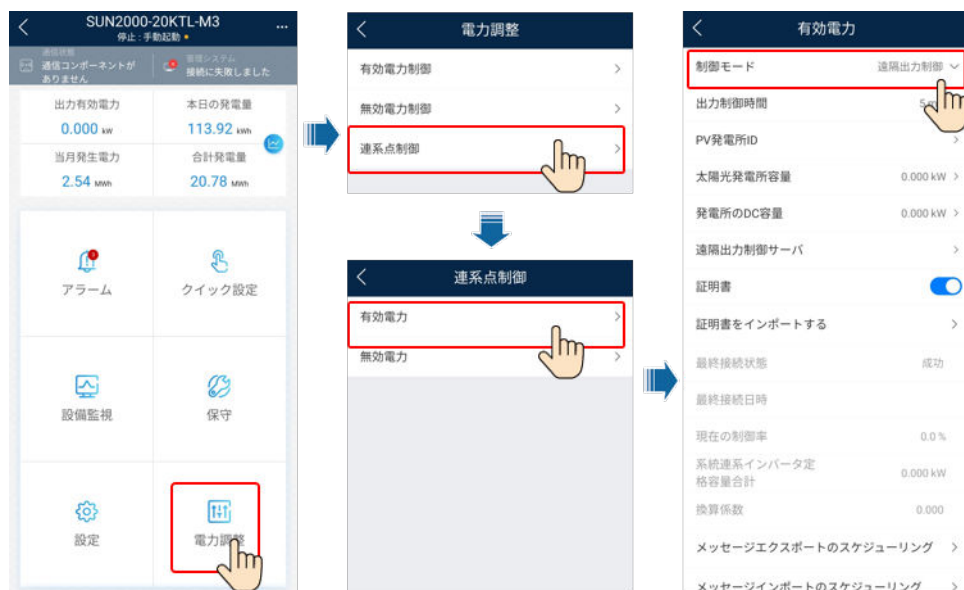 SUN2000-20KTL-M3
停止 : 手動起動
通信状態
通信コンポーネントが
ありません
管理システム
接続に失敗しました
出力有効電力
本日の発電量
0.000 kW
113.92 kWh
当月発生電力
合計発電量
2.54 MWh
20.78 MWh
アラーム
クイック設定
設備監視
保守
設定
電力調整
電力調整
有効電力制御
無効電力制御
連系点制御
連系点制御
有効電力
無効電力
有効電力
制御モード
遠隔出力制御
出力制御時間
PV発電所ID
太陽光発電所容量
0.000 kW
発電所のDC容量
0.000 kW
遠隔出力制御サーバ
証明書
証明書をインポートする
最終接続状態
成功
最終接続日時
現在の制御率
0.0 %
系統連系インバータ定
格容量合計
0.000 kW
換算係数
0.000
メッセージエクスポートのスケジューリング
メッセージインポートのスケジューリング